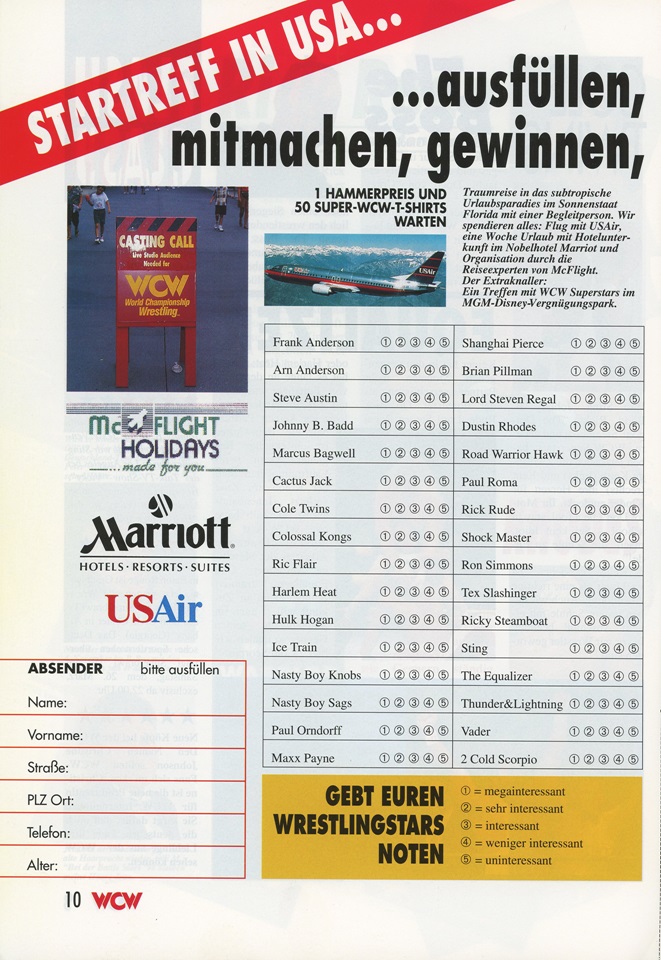 STARTREFF IN USA...
...ausfüllen,
mitmachen, gewinnen,
1 HAMMERPREIS UND
50 SUPER-WCW-T-SHIRTS
WARTEN
Traumreise in das subtropische
Urlaubsparadies im Sonnenstaat
Florida mit einer Begleitperson. Wir
spendieren alles: Flug mit USAir,
eine Woche Urlaub mit Hotelunter-
kunft im Nobelhotel Marriot und
Organisation durch die
Reiseexperten von McFlight.
Der Extraknaller:
Ein Treffen mit WCW Superstars im
MGM-Disney-Vergnügungspark.
USAir
CASTING CALL
Live Studio Audience
Needed for
WCW
World Championship
Wrestling
Mc FLIGHT
HOLIDAYS
...made for you
Marriott
HOTELS · RESORTS · SUITES
USAir
Frank Anderson ① ② ③ ④ ⑤
Arn Anderson ① ② ③ ④ ⑤
Steve Austin ① ② ③ ④ ⑤
Johnny B. Badd ① ② ③ ④ ⑤
Marcus Bagwell ① ② ③ ④ ⑤
Cactus Jack ① ② ③ ④ ⑤
Cole Twins ① ② ③ ④ ⑤
Colossal Kongs ① ② ③ ④ ⑤
Ric Flair ① ② ③ ④ ⑤
Harlem Heat ① ② ③ ④ ⑤
Hulk Hogan ① ② ③ ④ ⑤
Ice Train ① ② ③ ④ ⑤
Nasty Boy Knobs ① ② ③ ④ ⑤
Nasty Boy Sags ① ② ③ ④ ⑤
Paul Orndorff ① ② ③ ④ ⑤
Maxx Payne ① ② ③ ④ ⑤
Shanghai Pierce ① ② ③ ④ ⑤
Brian Pillman ① ② ③ ④ ⑤
Lord Steven Regal ① ② ③ ④ ⑤
Dustin Rhodes ① ② ③ ④ ⑤
Road Warrior Hawk ① ② ③ ④ ⑤
Paul Roma ① ② ③ ④ ⑤
Rick Rude ① ② ③ ④ ⑤
Shock Master ① ② ③ ④ ⑤
Ron Simmons ① ② ③ ④ ⑤
Tex Slashinger ① ② ③ ④ ⑤
Ricky Steamboat ① ② ③ ④ ⑤
Sting ① ② ③ ④ ⑤
The Equalizer ① ② ③ ④ ⑤
Thunder&Lightning ① ② ③ ④ ⑤
Vader ① ② ③ ④ ⑤
2 Cold Scorpio ① ② ③ ④ ⑤
ABSENDER bitte ausfüllen
Name:
Vorname:
Straße:
PLZ Ort:
Telefon:
Alter:
GEBT EUREN
WRESTLINGSTARS
NOTEN
① = megainteressant
② = sehr interessant
③ = interessant
④ = weniger interessant
⑤ = uninteressant
10 WCW